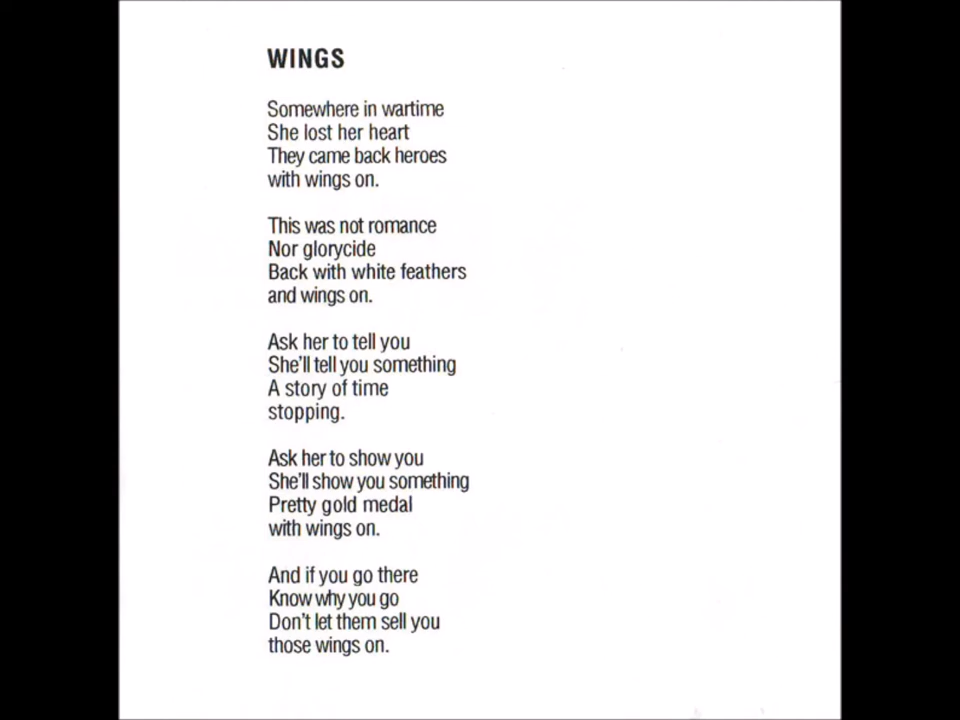 WINGS
Somewhere in wartime
She lost her heart
They came back heroes
with wings on.
This was not romance
Nor glorycide
Back with white feathers
and wings on.
Ask her to tell you
She'll tell you something
A story of time
stopping.
Ask her to show you
She'll show you something
Pretty gold medal
with wings on.
And if you go there
Know why you go
Don't let them sell you
those wings on.